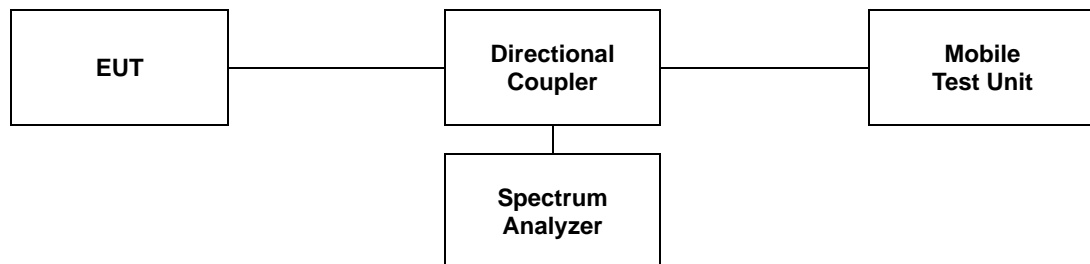 EUT
Directional
Coupler
Mobile
Test Unit
Spectrum
Analyzer